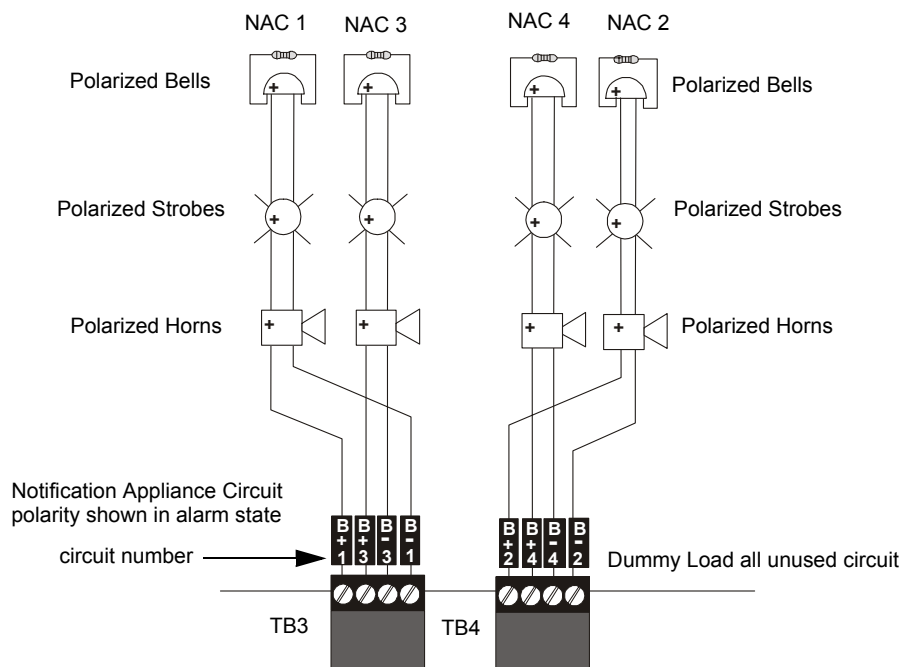 NAC 1 NAC 3 NAC 4 NAC 2
Polarized Bells
Polarized Bells
Polarized Strobes
Polarized Strobes
Polarized Horns
Polarized Horns
Notification Appliance Circuit
polarity shown in alarm state
circuit number
B+1 B+3 B-3 B-1
B+2 B+4 B-4 B-2
Dummy Load all unused circuit
TB3 TB4